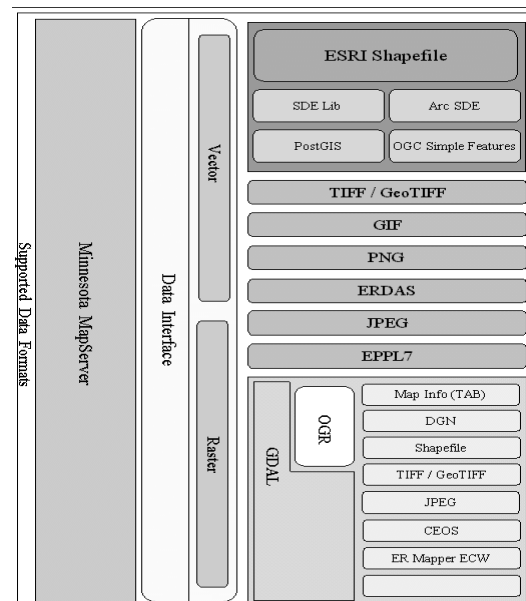 Supported Data Formats
Minnesota MapServer
Data Interface
Vector
Raster
ESRI Shapefile
SDE Lib
Arc SDE
PostGIS
OGC Simple Features
TIFF / GeoTIFF
GIF
PNG
ERDAS
JPEG
EPPL7
GDAL
OGR
Map Info (TAB)
DGN
Shapefile
TIFF / GeoTIFF
JPEG
CEOS
ER Mapper ECW